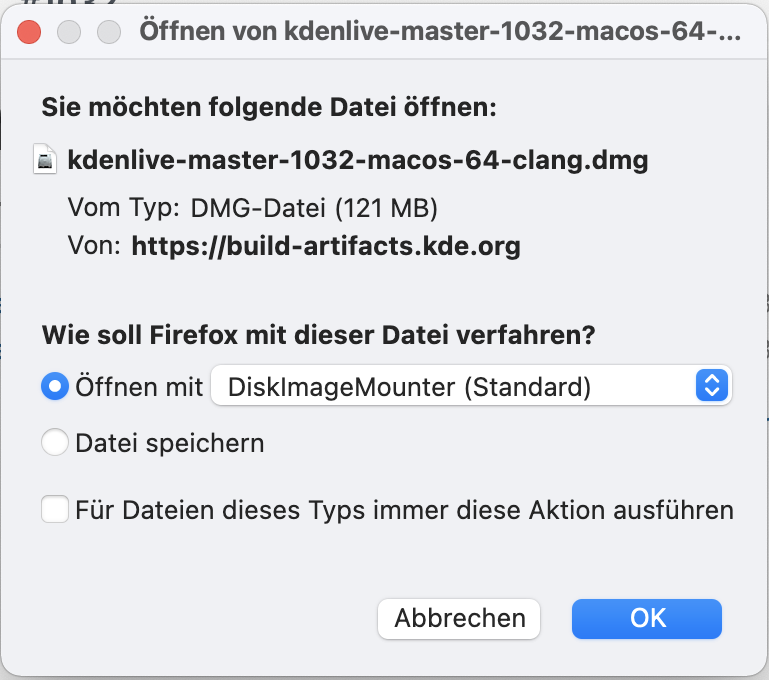 Öffnen von kdenlive-master-1032-macos-64-...
Sie möchten folgende Datei öffnen:
kdenlive-master-1032-macos-64-clang.dmg
Vom Typ: DMG-Datei (121 MB)
Von: https://build-artifacts.kde.org
Wie soll Firefox mit dieser Datei verfahren?
Öffnen mit DiskImageMounter (Standard)
Datei speichern
Für Dateien dieses Typs immer diese Aktion ausführen
Abbrechen OK